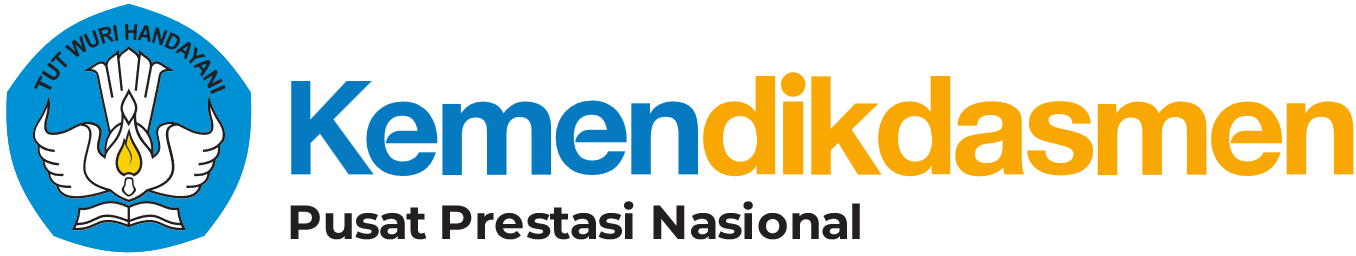 TUT WURI HANDAYANI
Kemendikdasmen
Pusat Prestasi Nasional